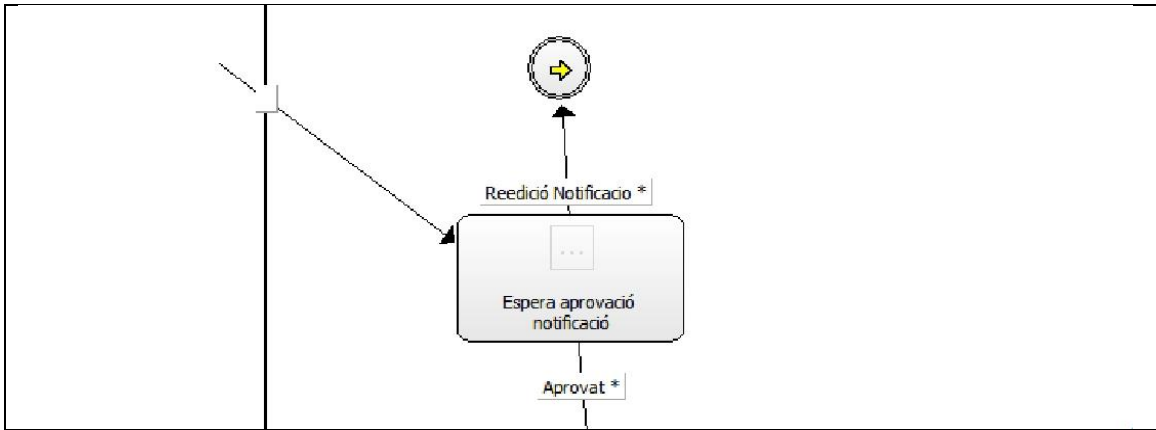 Reedició Notificacio *
...
Espera aprovació
notificació
Aprovat *